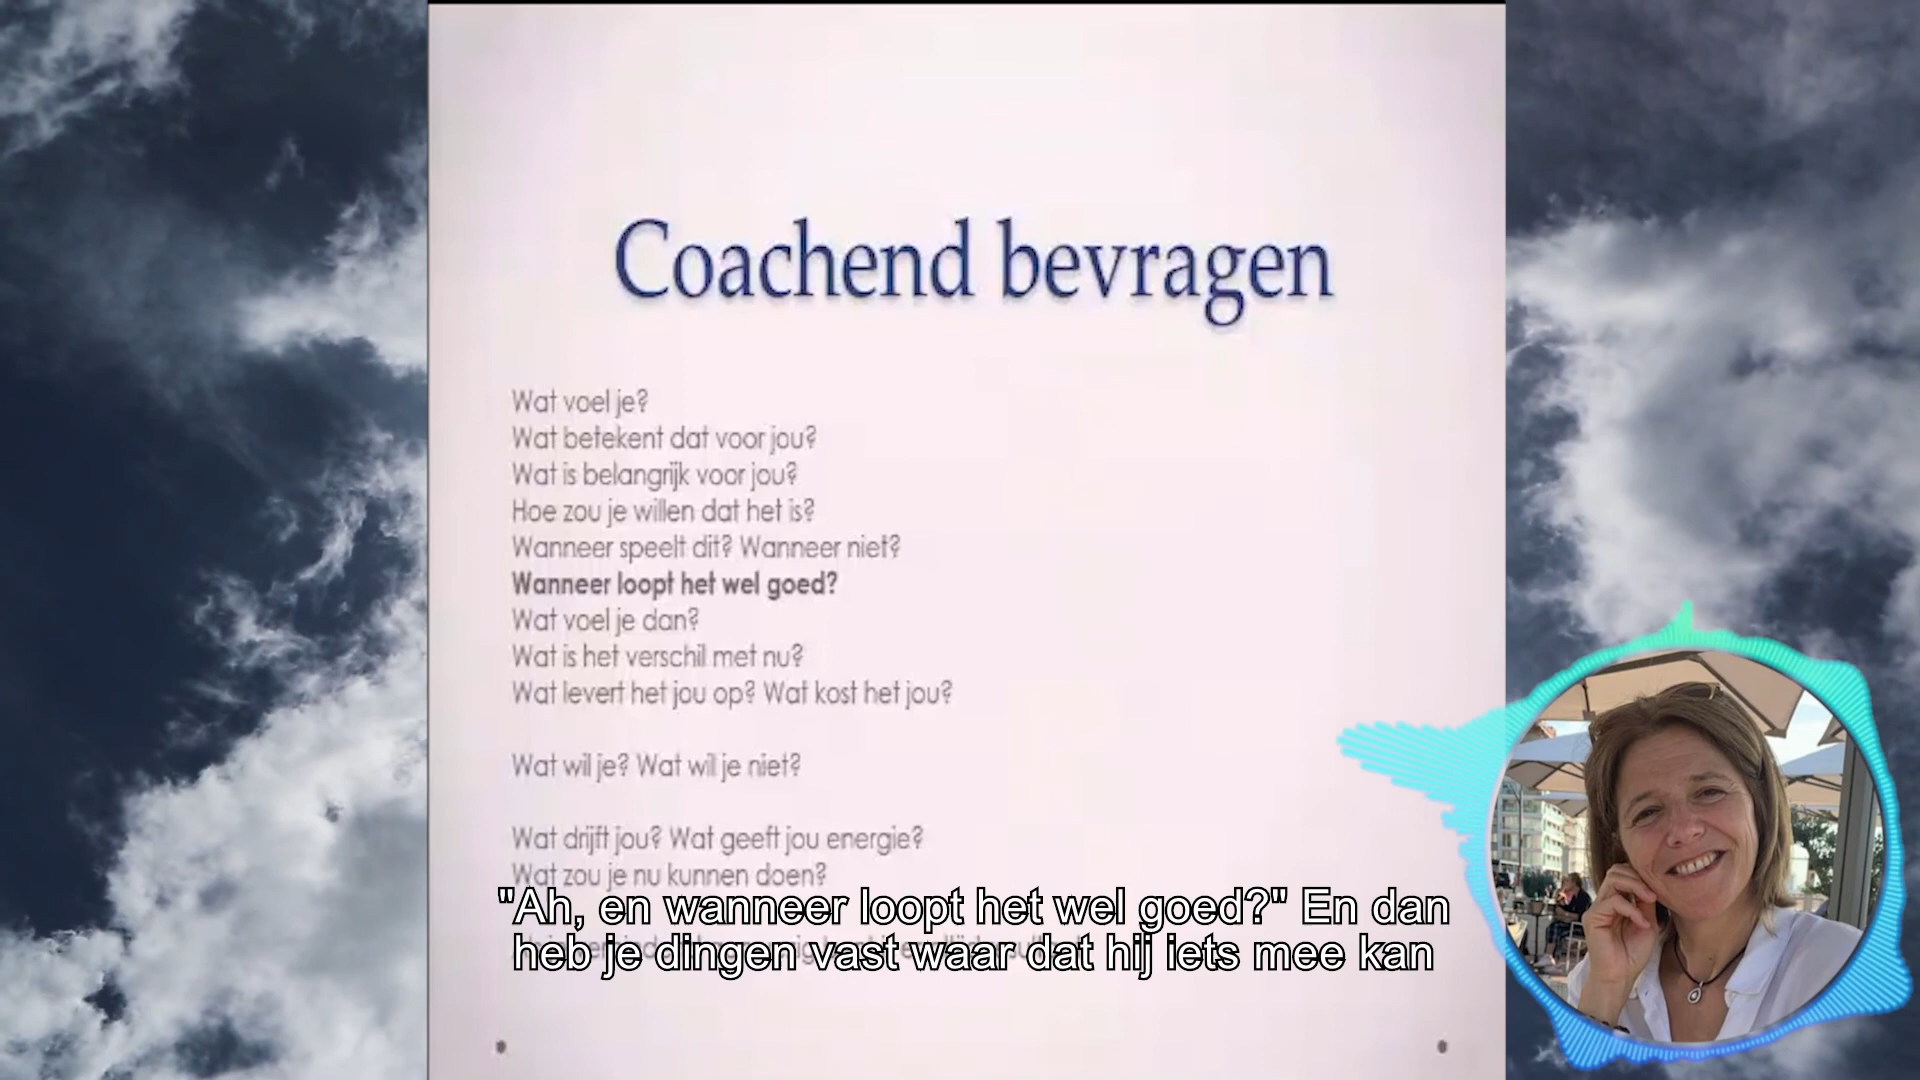 Coachend bevragen
Wat voel je?
Wat betekent dat voor jou?
Wat is belangrijk voor jou?
Hoe zou je willen dat het is?
Wanneer speelt dit? Wanneer niet?
Wanneer loopt het wel goed?
Wat voel je dan?
Wat is het verschil met nu?
Wat levert het jou op? Wat kost het jou?
Wat wil je? Wat wil je niet?
Wat drijft jou? Wat geeft jou energie?
Wat zou je nu kunnen doen?
"Ah, en wanneer loopt het wel goed?" En dan
heb je dingen vast waar dat hij iets mee kan